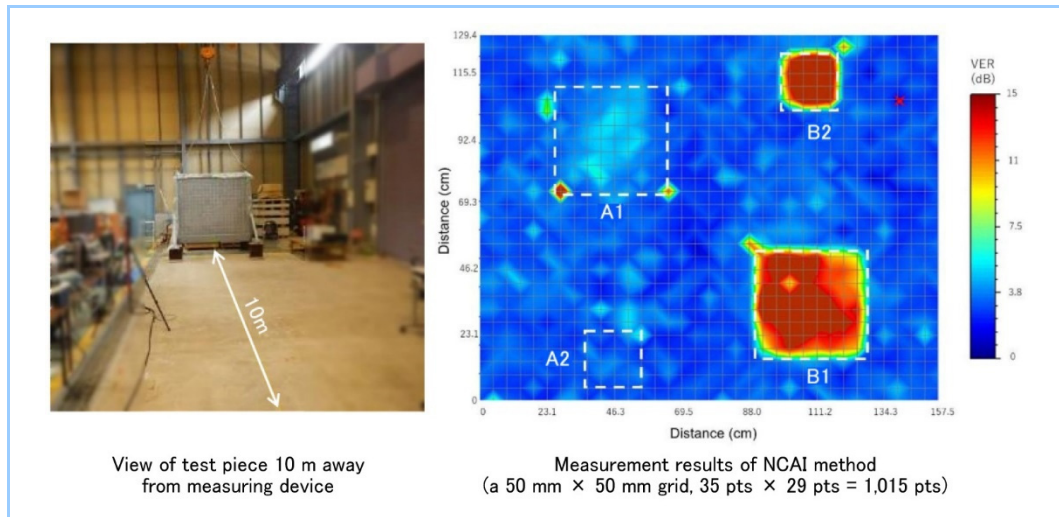 10m
View of test piece 10 m away
from measuring device
129.4
115.5
92.4
69.3
46.2
23.1
0
Distance (cm)
0 23.1 46.3 69.5 88.0 111.2 134.3 157.5
Distance (cm)
A1
A2
B2
B1
VER
(dB)
15
11
7.5
3.8
0
Measurement results of NCAI method
(a 50 mm × 50 mm grid, 35 pts × 29 pts = 1,015 pts)